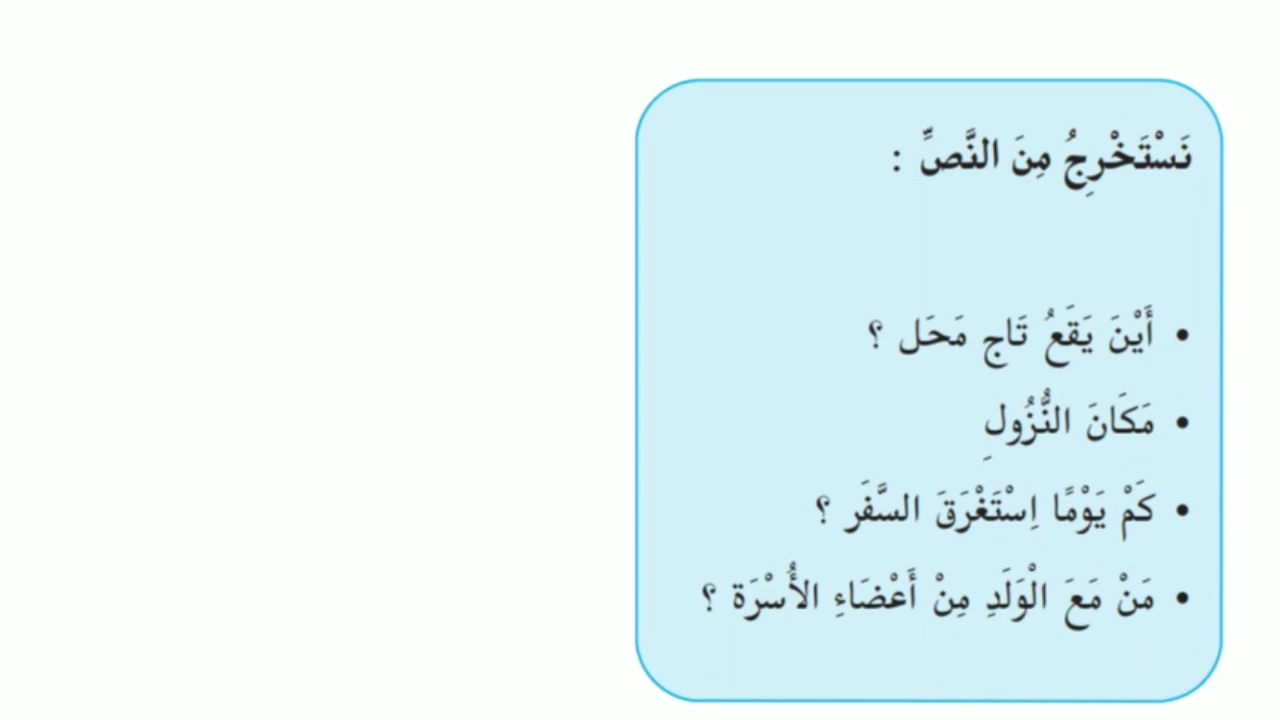 نَسْتَخْرِجُ مِنَ النَّصِّ :
• أَيْنَ يَقَعُ تَاج مَحَل ؟
• مَكَانَ النُّزُولِ
• كَمْ يَوْمًا اِسْتَغْرَقَ السَّفَر ؟
• مَنْ مَعَ الْوَلَدِ مِنْ أَعْضَاءِ الأُسْرَة ؟